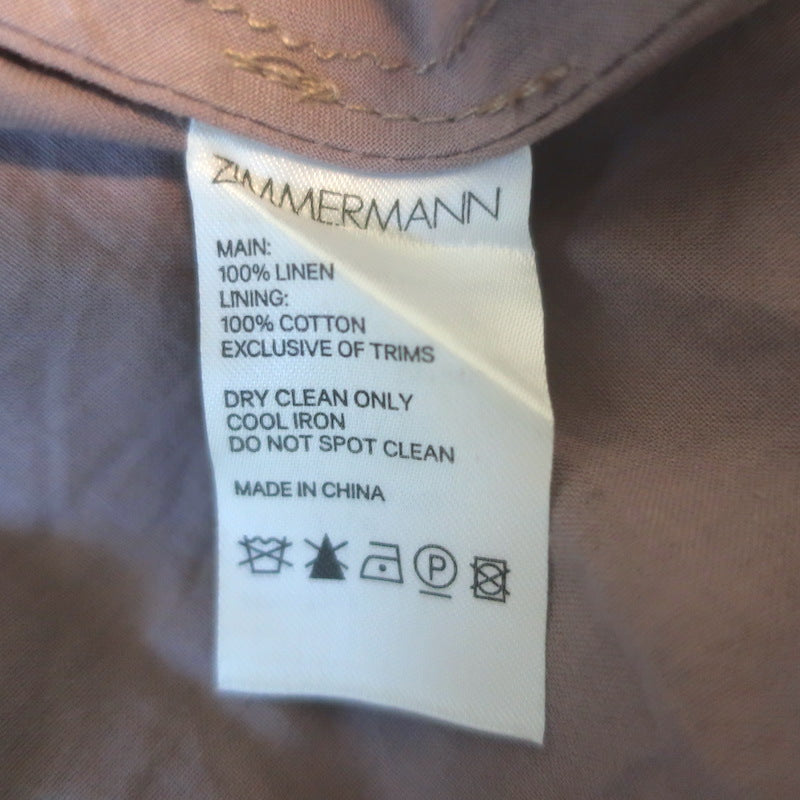 ZIMMERMANN
MAIN:
100% LINEN
LINING:
100% COTTON
EXCLUSIVE OF TRIMS
DRY CLEAN ONLY
COOL IRON
DO NOT SPOT CLEAN
MADE IN CHINA
P